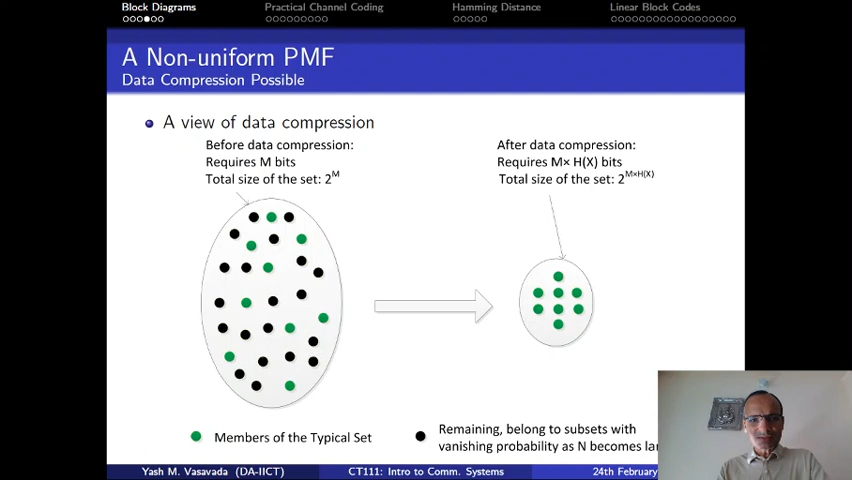 Block Diagrams
Practical Channel Coding
Hamming Distance
Linear Block Codes
A Non-uniform PMF
Data Compression Possible
A view of data compression
Before data compression:
Requires M bits
Total size of the set: 2^M
After data compression:
Requires M× H(X) bits
Total size of the set: 2^M×H(X)
Members of the Typical Set
Remaining, belong to subsets with
vanishing probability as N becomes lar
Yash M. Vasavada (DA-IICT)
CT111: Intro to Comm. Systems
24th February